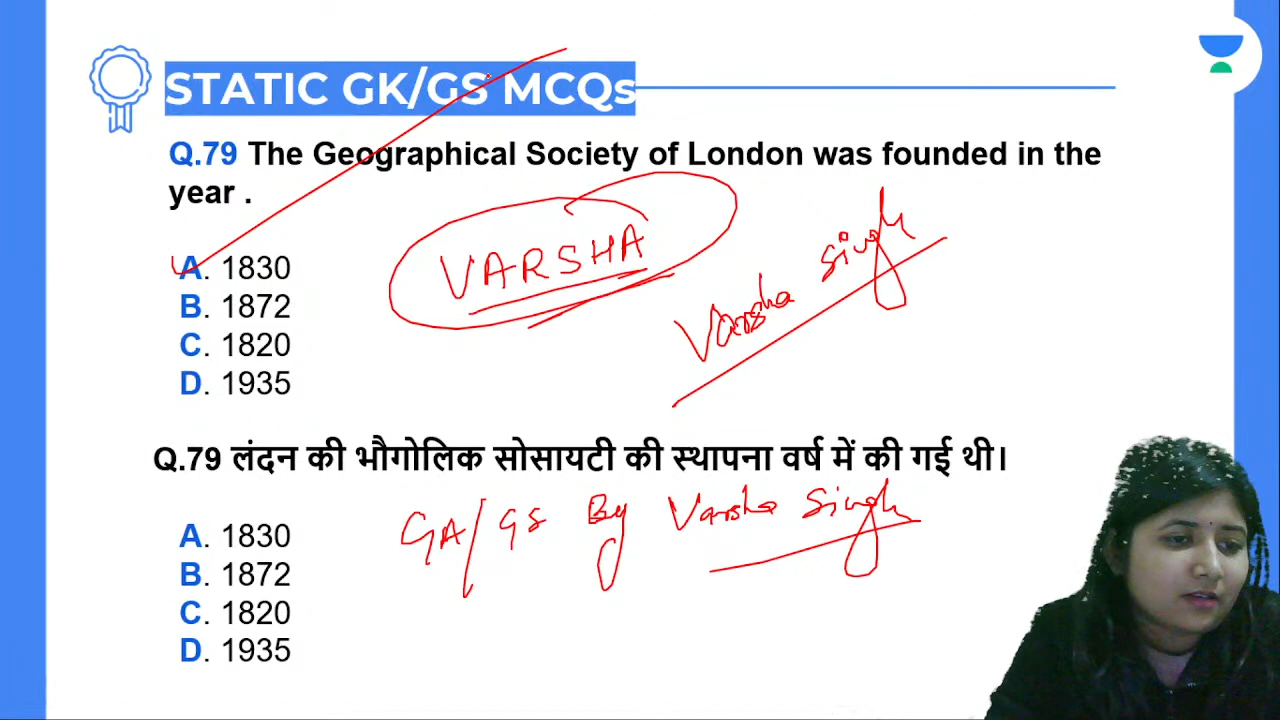 STATIC GK/GS MCQs
Q.79 The Geographical Society of London was founded in the
year .
VARSHA
Varsha Singh
A. 1830
B. 1872
C. 1820
D. 1935
Q.79 लंदन की भौगोलिक सोसायटी की स्थापना वर्ष में की गई थी।
GA/GS By Varsha Singh
A. 1830
B. 1872
C. 1820
D. 1935